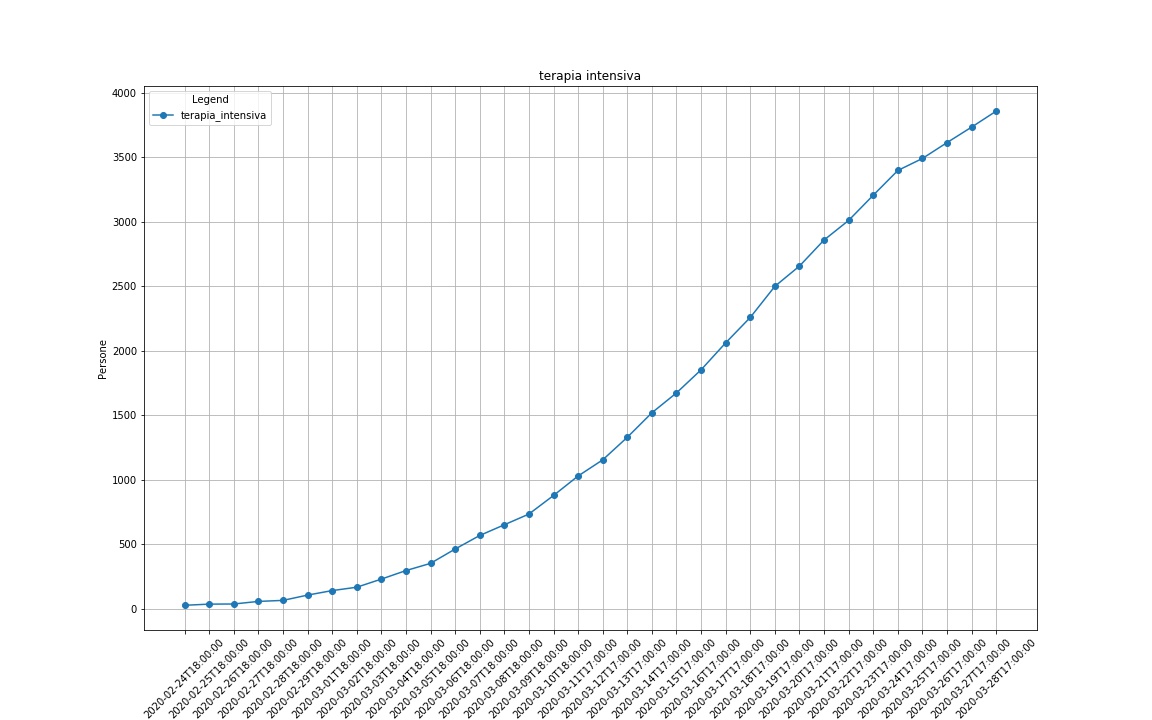 terapia intensiva
Legend
terapia_intensiva
4000
3500
3000
2500
2000
1500
1000
500
0
Persone
2020-02-24T18:00:00
2020-02-25T18:00:00
2020-02-26T18:00:00
2020-02-27T18:00:00
2020-02-28T18:00:00
2020-02-29T18:00:00
2020-03-01T18:00:00
2020-03-02T18:00:00
2020-03-03T18:00:00
2020-03-04T18:00:00
2020-03-05T18:00:00
2020-03-06T18:00:00
2020-03-07T18:00:00
2020-03-08T18:00:00
2020-03-09T18:00:00
2020-03-10T18:00:00
2020-03-11T17:00:00
2020-03-12T17:00:00
2020-03-13T17:00:00
2020-03-14T17:00:00
2020-03-15T17:00:00
2020-03-16T17:00:00
2020-03-17T17:00:00
2020-03-18T17:00:00
2020-03-19T17:00:00
2020-03-20T17:00:00
2020-03-21T17:00:00
2020-03-22T17:00:00
2020-03-23T17:00:00
2020-03-24T17:00:00
2020-03-25T17:00:00
2020-03-26T17:00:00
2020-03-27T17:00:00
2020-03-28T17:00:00